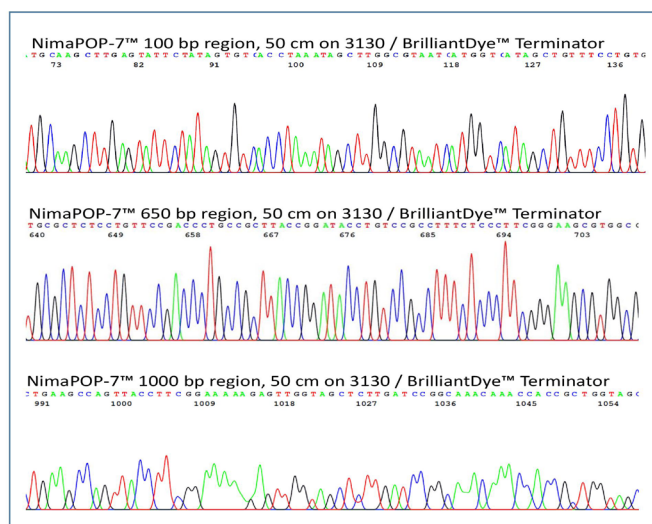 NimaPOP-7™ 100 bp region, 50 cm on 3130 / BrilliantDye™ Terminator
ATGCAAGCTTGAGTATTCTATAGTGTCACCTAAATAGCTTGGCGTAATCATGGTCATAGCTGTTTCCTGTG
73 82 91 100 109 118 127 136
NimaPOP-7™ 650 bp region, 50 cm on 3130 / BrilliantDye™ Terminator
TGCGCTCTCCTGTTCCGACCCTGCCGCTTACCGGATACCTGTCCGCCTTTCTCCCTTCGGGAAGCGTGGCG
640 649 658 667 676 685 694 703
NimaPOP-7™ 1000 bp region, 50 cm on 3130 / BrilliantDye™ Terminator
CTGAAGCCAGTTACCTTCGGAAAAAGAGTTGGTAGCTCTTGATCCGGCAAACAAACCACCGCTGGTAGC
991 1000 1009 1018 1027 1036 1045 1054